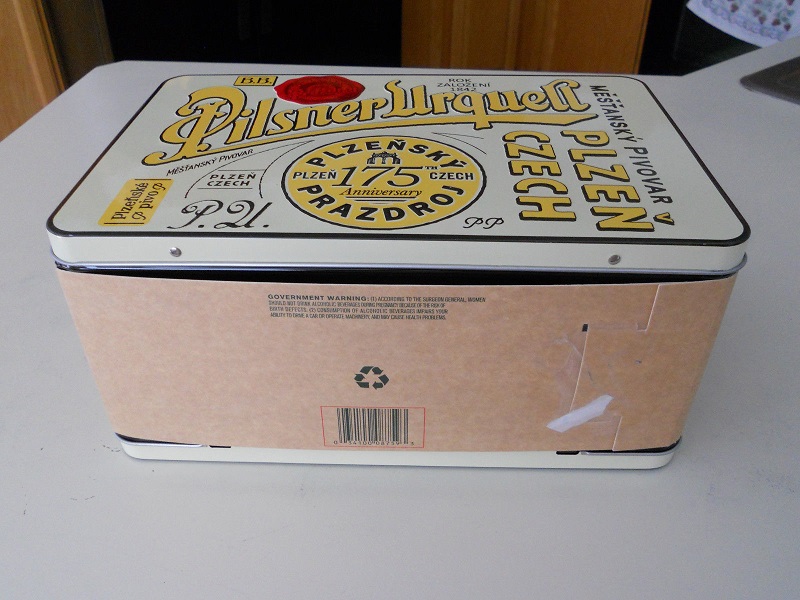 B.B.
Pilsner Urquell
ROK
ZALOŽENÍ
1842
MĚŠŤANSKÝ PIVOVAR
PLZEŇ
CZECH
Plzeňské
pivo
P.U.
PLZEŇSKÝ
PLZEŇ 175TH CZECH
Anniversary
PRAZDROJ
PP
MĚŠŤANSKÝ PIVOVAR V
PLZEŇ
CZECH
GOVERNMENT WARNING: (1) ACCORDING TO THE SURGEON GENERAL, WOMEN
SHOULD NOT DRINK ALCOHOLIC BEVERAGES DURING PREGNANCY BECAUSE OF THE RISK OF
BIRTH DEFECTS. (2) CONSUMPTION OF ALCOHOLIC BEVERAGES IMPAIRS YOUR
ABILITY TO DRIVE A CAR OR OPERATE MACHINERY, AND MAY CAUSE HEALTH PROBLEMS.